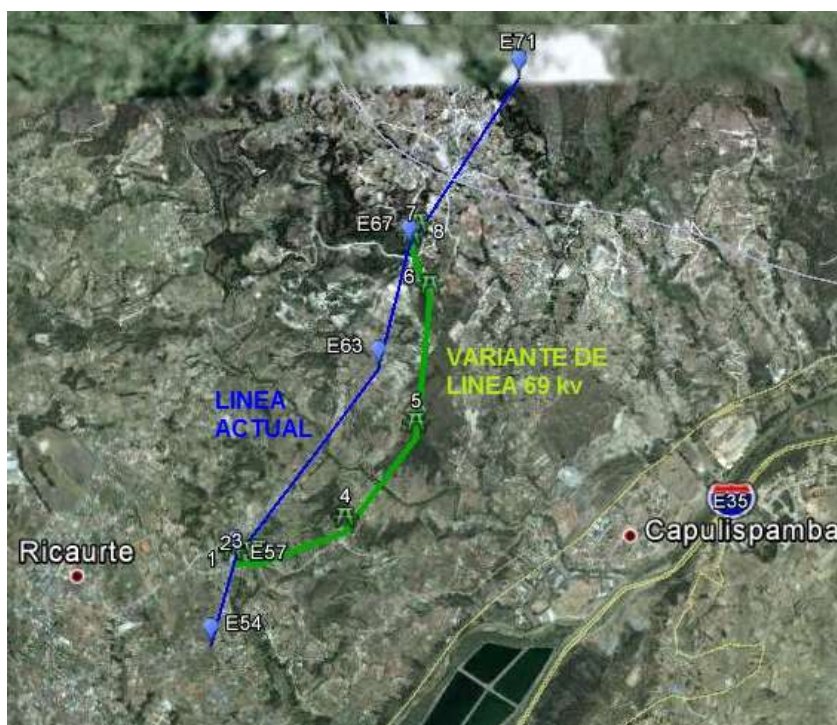 E71
E67
7
8
6
E63
VARIANTE DE
LINEA 69 kv
LINEA
ACTUAL
5
4
E35
Capulispamba
Ricaurte
1
23
E57
E54